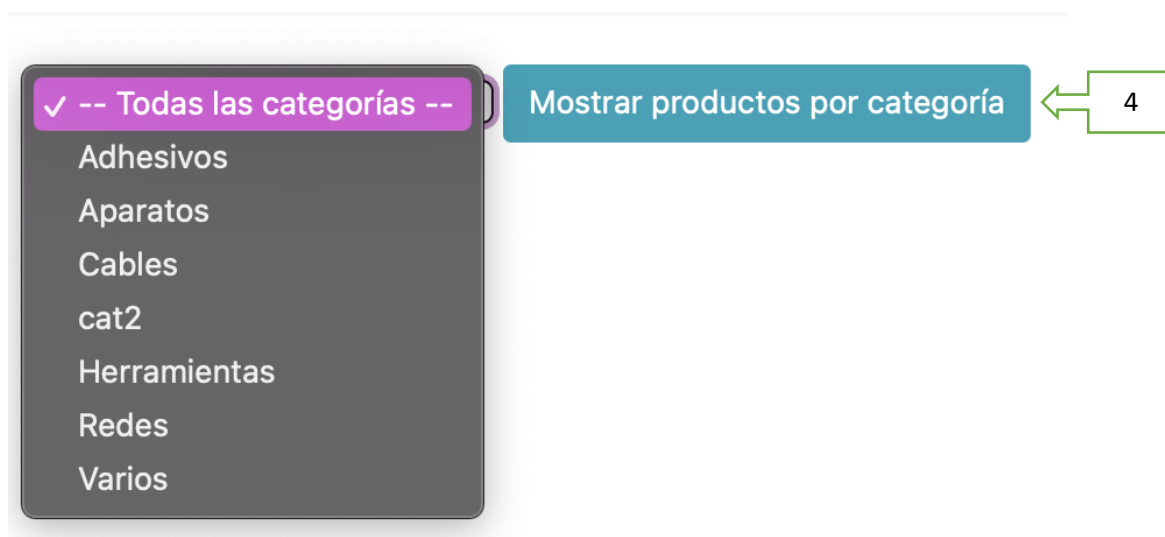 -- Todas las categorías --
Mostrar productos por categoría
4
Adhesivos
Aparatos
Cables
cat2
Herramientas
Redes
Varios